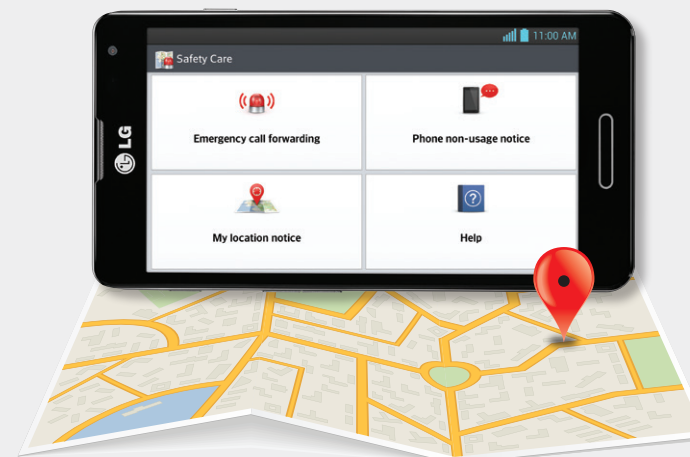 11:00 AM
Safety Care
Emergency call forwarding
Phone non-usage notice
My location notice
Help
LG